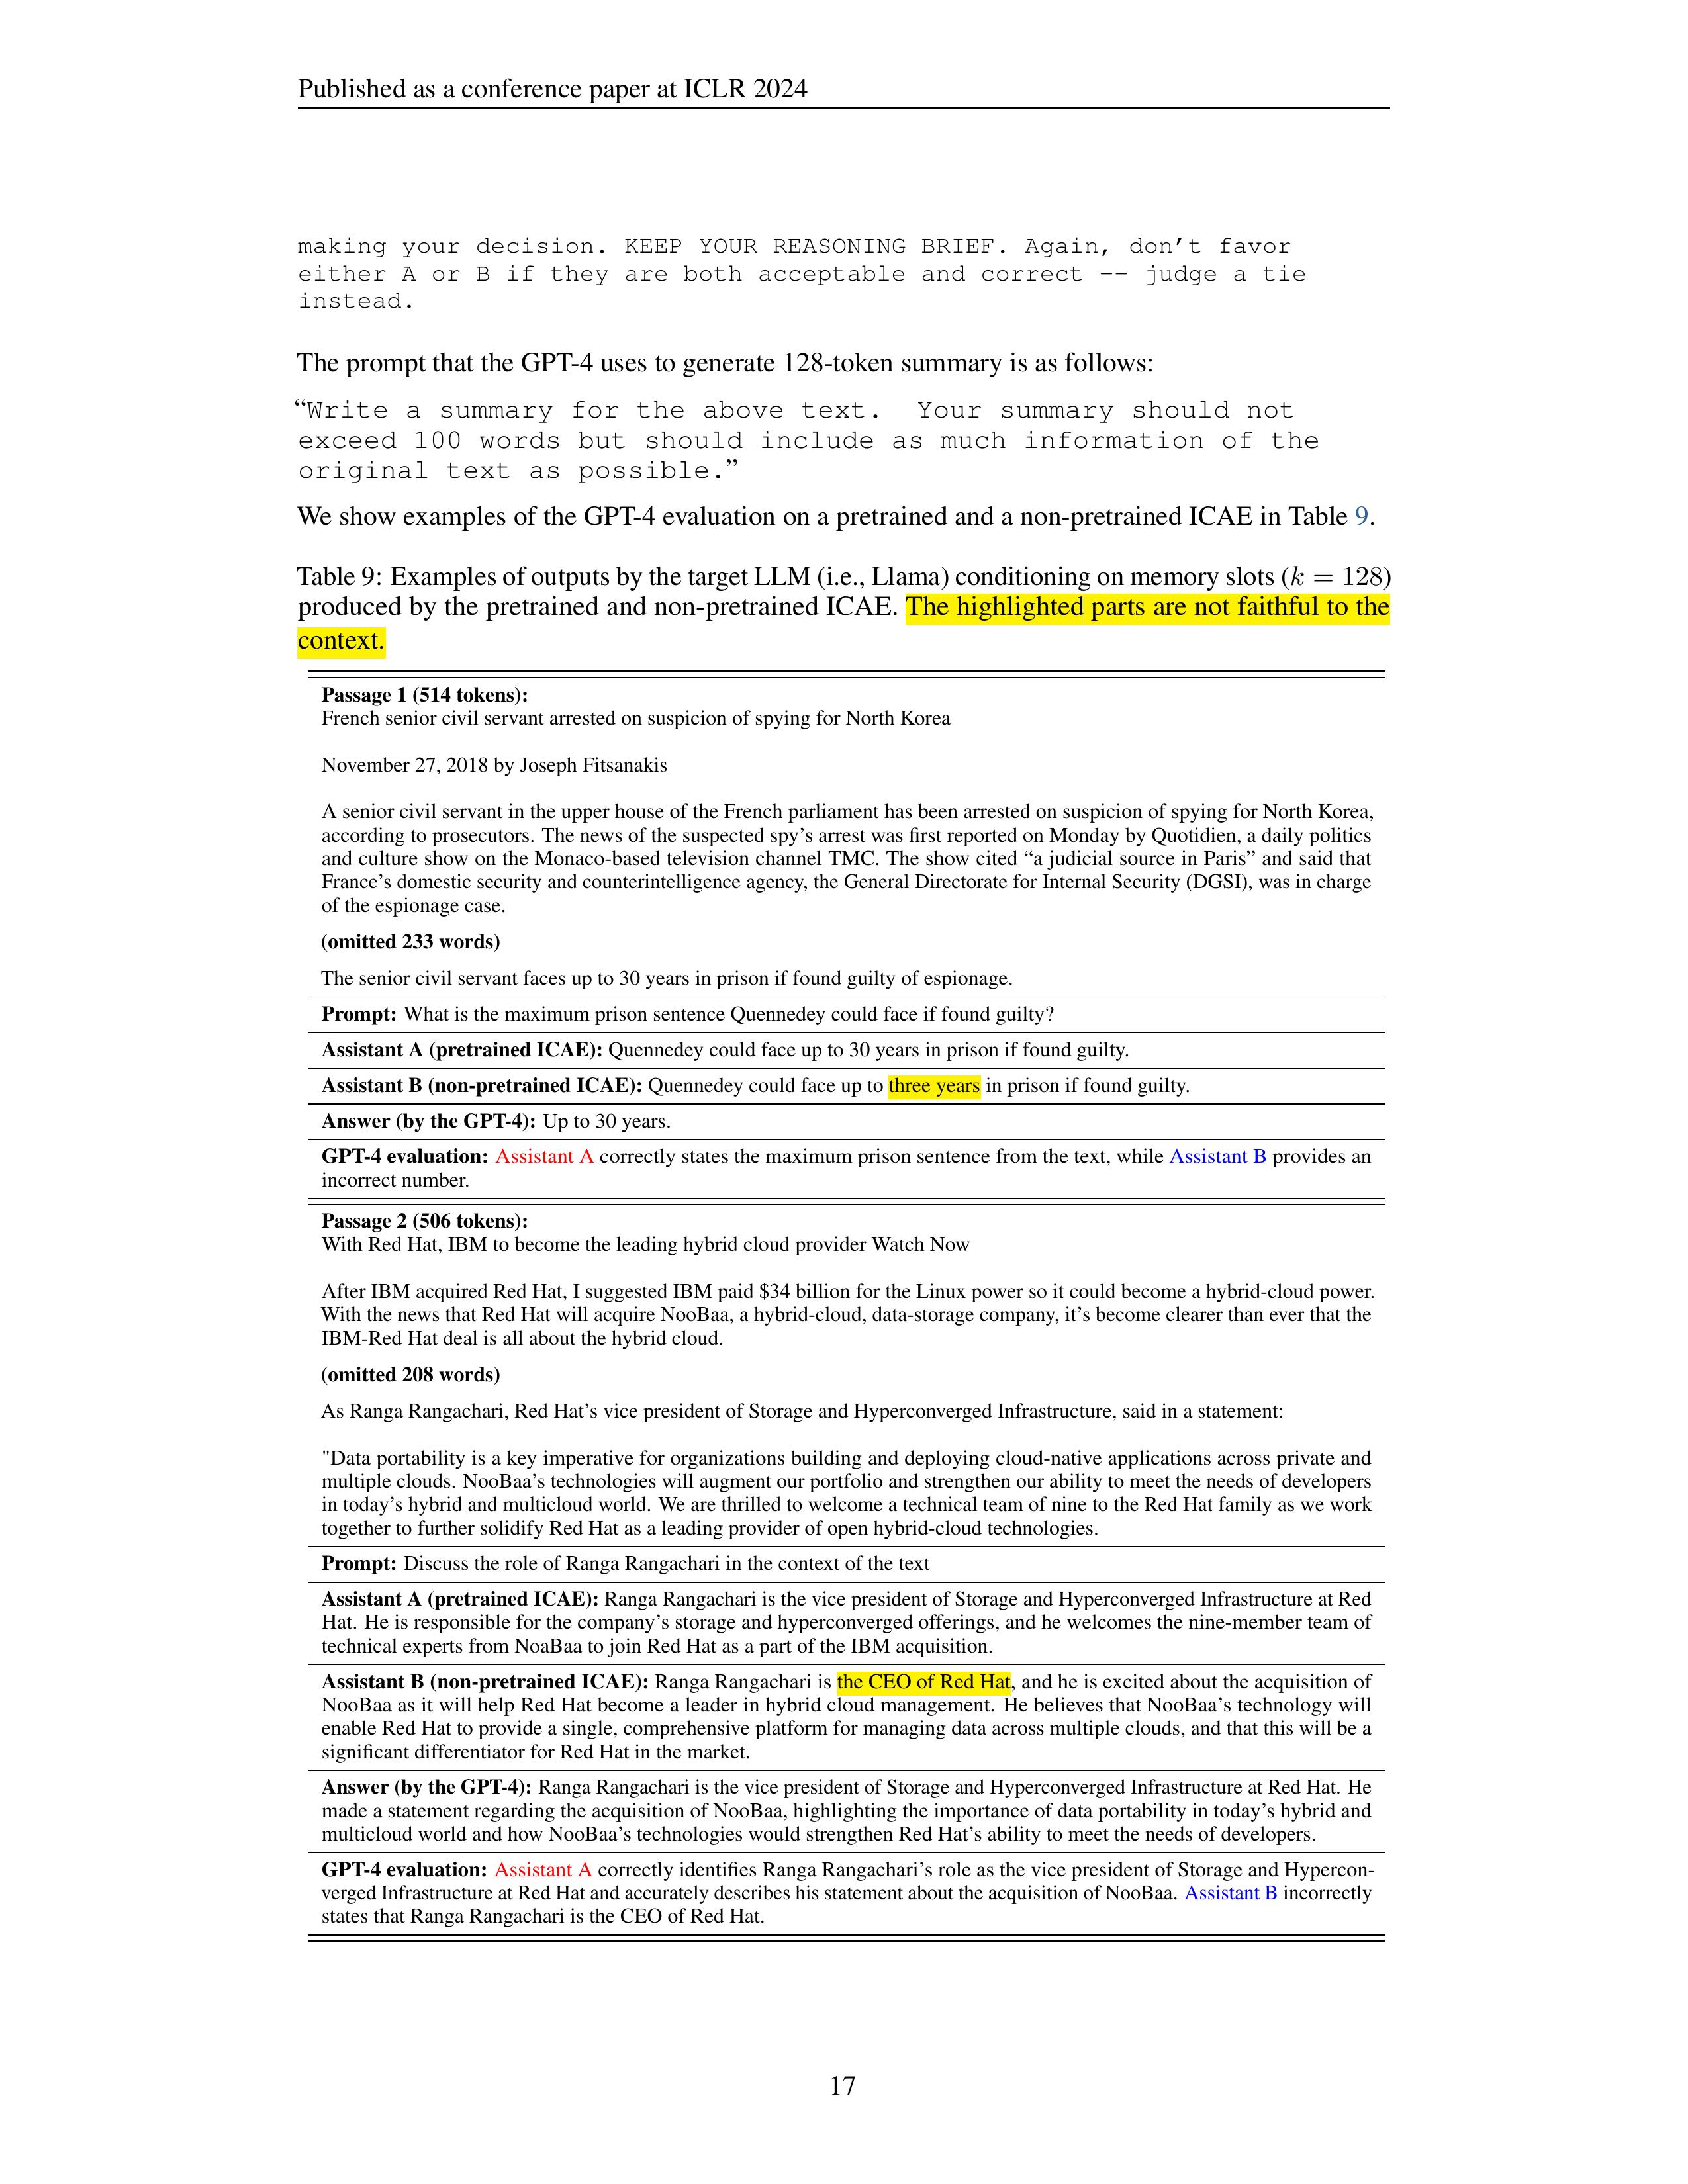 Published as a conference paper at ICLR 2024
making your decision. KEEP YOUR REASONING BRIEF. Again, don’t favor
either A or B if they are both acceptable and correct -- judge a tie
instead.
The prompt that the GPT-4 uses to generate 128-token summary is as follows:
“Write a summary for the above text. Your summary should not
exceed 100 words but should include as much information of the
original text as possible.”
We show examples of the GPT-4 evaluation on a pretrained and a non-pretrained ICAE in Table 9.
Table 9: Examples of outputs by the target LLM (i.e., Llama) conditioning on memory slots (k = 128)
produced by the pretrained and non-pretrained ICAE. The highlighted parts are not faithful to the
context.
Passage 1 (514 tokens):
French senior civil servant arrested on suspicion of spying for North Korea
November 27, 2018 by Joseph Fitsanakis
A senior civil servant in the upper house of the French parliament has been arrested on suspicion of spying for North Korea,
according to prosecutors. The news of the suspected spy’s arrest was first reported on Monday by Quotidien, a daily politics
and culture show on the Monaco-based television channel TMC. The show cited “a judicial source in Paris” and said that
France’s domestic security and counterintelligence agency, the General Directorate for Internal Security (DGSI), was in charge
of the espionage case.
(omitted 233 words)
The senior civil servant faces up to 30 years in prison if found guilty of espionage.
Prompt: What is the maximum prison sentence Quennedey could face if found guilty?
Assistant A (pretrained ICAE): Quennedey could face up to 30 years in prison if found guilty.
Assistant B (non-pretrained ICAE): Quennedey could face up to three years in prison if found guilty.
Answer (by the GPT-4): Up to 30 years.
GPT-4 evaluation: Assistant A correctly states the maximum prison sentence from the text, while Assistant B provides an
incorrect number.
Passage 2 (506 tokens):
With Red Hat, IBM to become the leading hybrid cloud provider Watch Now
After IBM acquired Red Hat, I suggested IBM paid $34 billion for the Linux power so it could become a hybrid-cloud power.
With the news that Red Hat will acquire NooBaa, a hybrid-cloud, data-storage company, it’s become clearer than ever that the
IBM-Red Hat deal is all about the hybrid cloud.
(omitted 208 words)
As Ranga Rangachari, Red Hat’s vice president of Storage and Hyperconverged Infrastructure, said in a statement:
"Data portability is a key imperative for organizations building and deploying cloud-native applications across private and
multiple clouds. NooBaa’s technologies will augment our portfolio and strengthen our ability to meet the needs of developers
in today’s hybrid and multicloud world. We are thrilled to welcome a technical team of nine to the Red Hat family as we work
together to further solidify Red Hat as a leading provider of open hybrid-cloud technologies.
Prompt: Discuss the role of Ranga Rangachari in the context of the text
Assistant A (pretrained ICAE): Ranga Rangachari is the vice president of Storage and Hyperconverged Infrastructure at Red
Hat. He is responsible for the company’s storage and hyperconverged offerings, and he welcomes the nine-member team of
technical experts from NoaBaa to join Red Hat as a part of the IBM acquisition.
Assistant B (non-pretrained ICAE): Ranga Rangachari is the CEO of Red Hat, and he is excited about the acquisition of
NooBaa as it will help Red Hat become a leader in hybrid cloud management. He believes that NooBaa’s technology will
enable Red Hat to provide a single, comprehensive platform for managing data across multiple clouds, and that this will be a
significant differentiator for Red Hat in the market.
Answer (by the GPT-4): Ranga Rangachari is the vice president of Storage and Hyperconverged Infrastructure at Red Hat. He
made a statement regarding the acquisition of NooBaa, highlighting the importance of data portability in today’s hybrid and
multicloud world and how NooBaa’s technologies would strengthen Red Hat’s ability to meet the needs of developers.
GPT-4 evaluation: Assistant A correctly identifies Ranga Rangachari’s role as the vice president of Storage and Hypercon-
verged Infrastructure at Red Hat and accurately describes his statement about the acquisition of NooBaa. Assistant B incorrectly
states that Ranga Rangachari is the CEO of Red Hat.
17